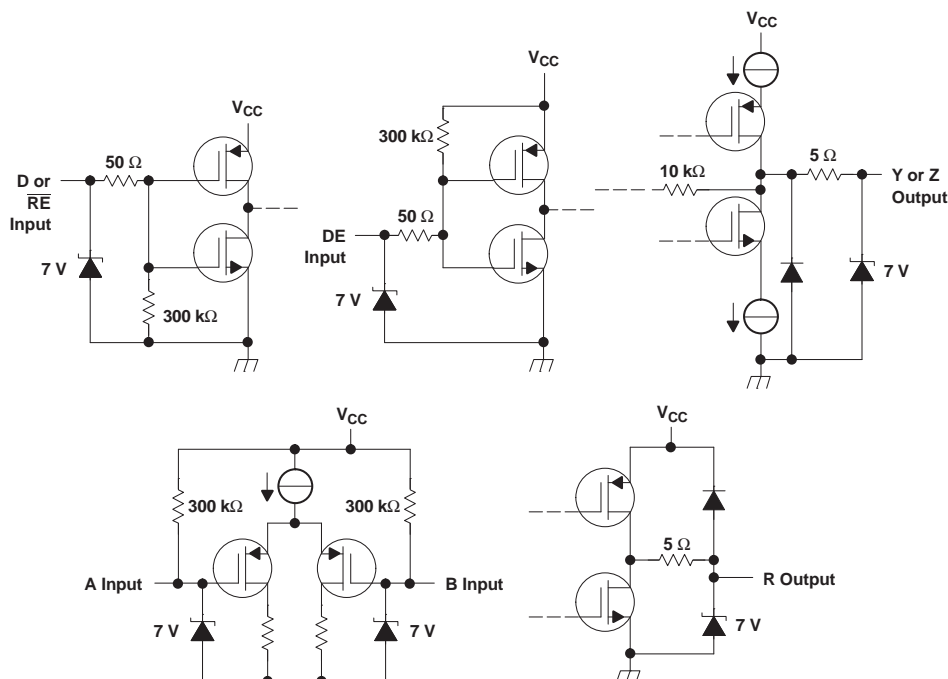 VCC
50 Ω
D or
RE
Input
7 V
300 kΩ
VCC
300 kΩ
50 Ω
DE
Input
7 V
VCC
5 Ω
10 kΩ
Y or Z
Output
7 V
VCC
300 kΩ
300 kΩ
A Input
B Input
7 V
7 V
VCC
5 Ω
R Output
7 V